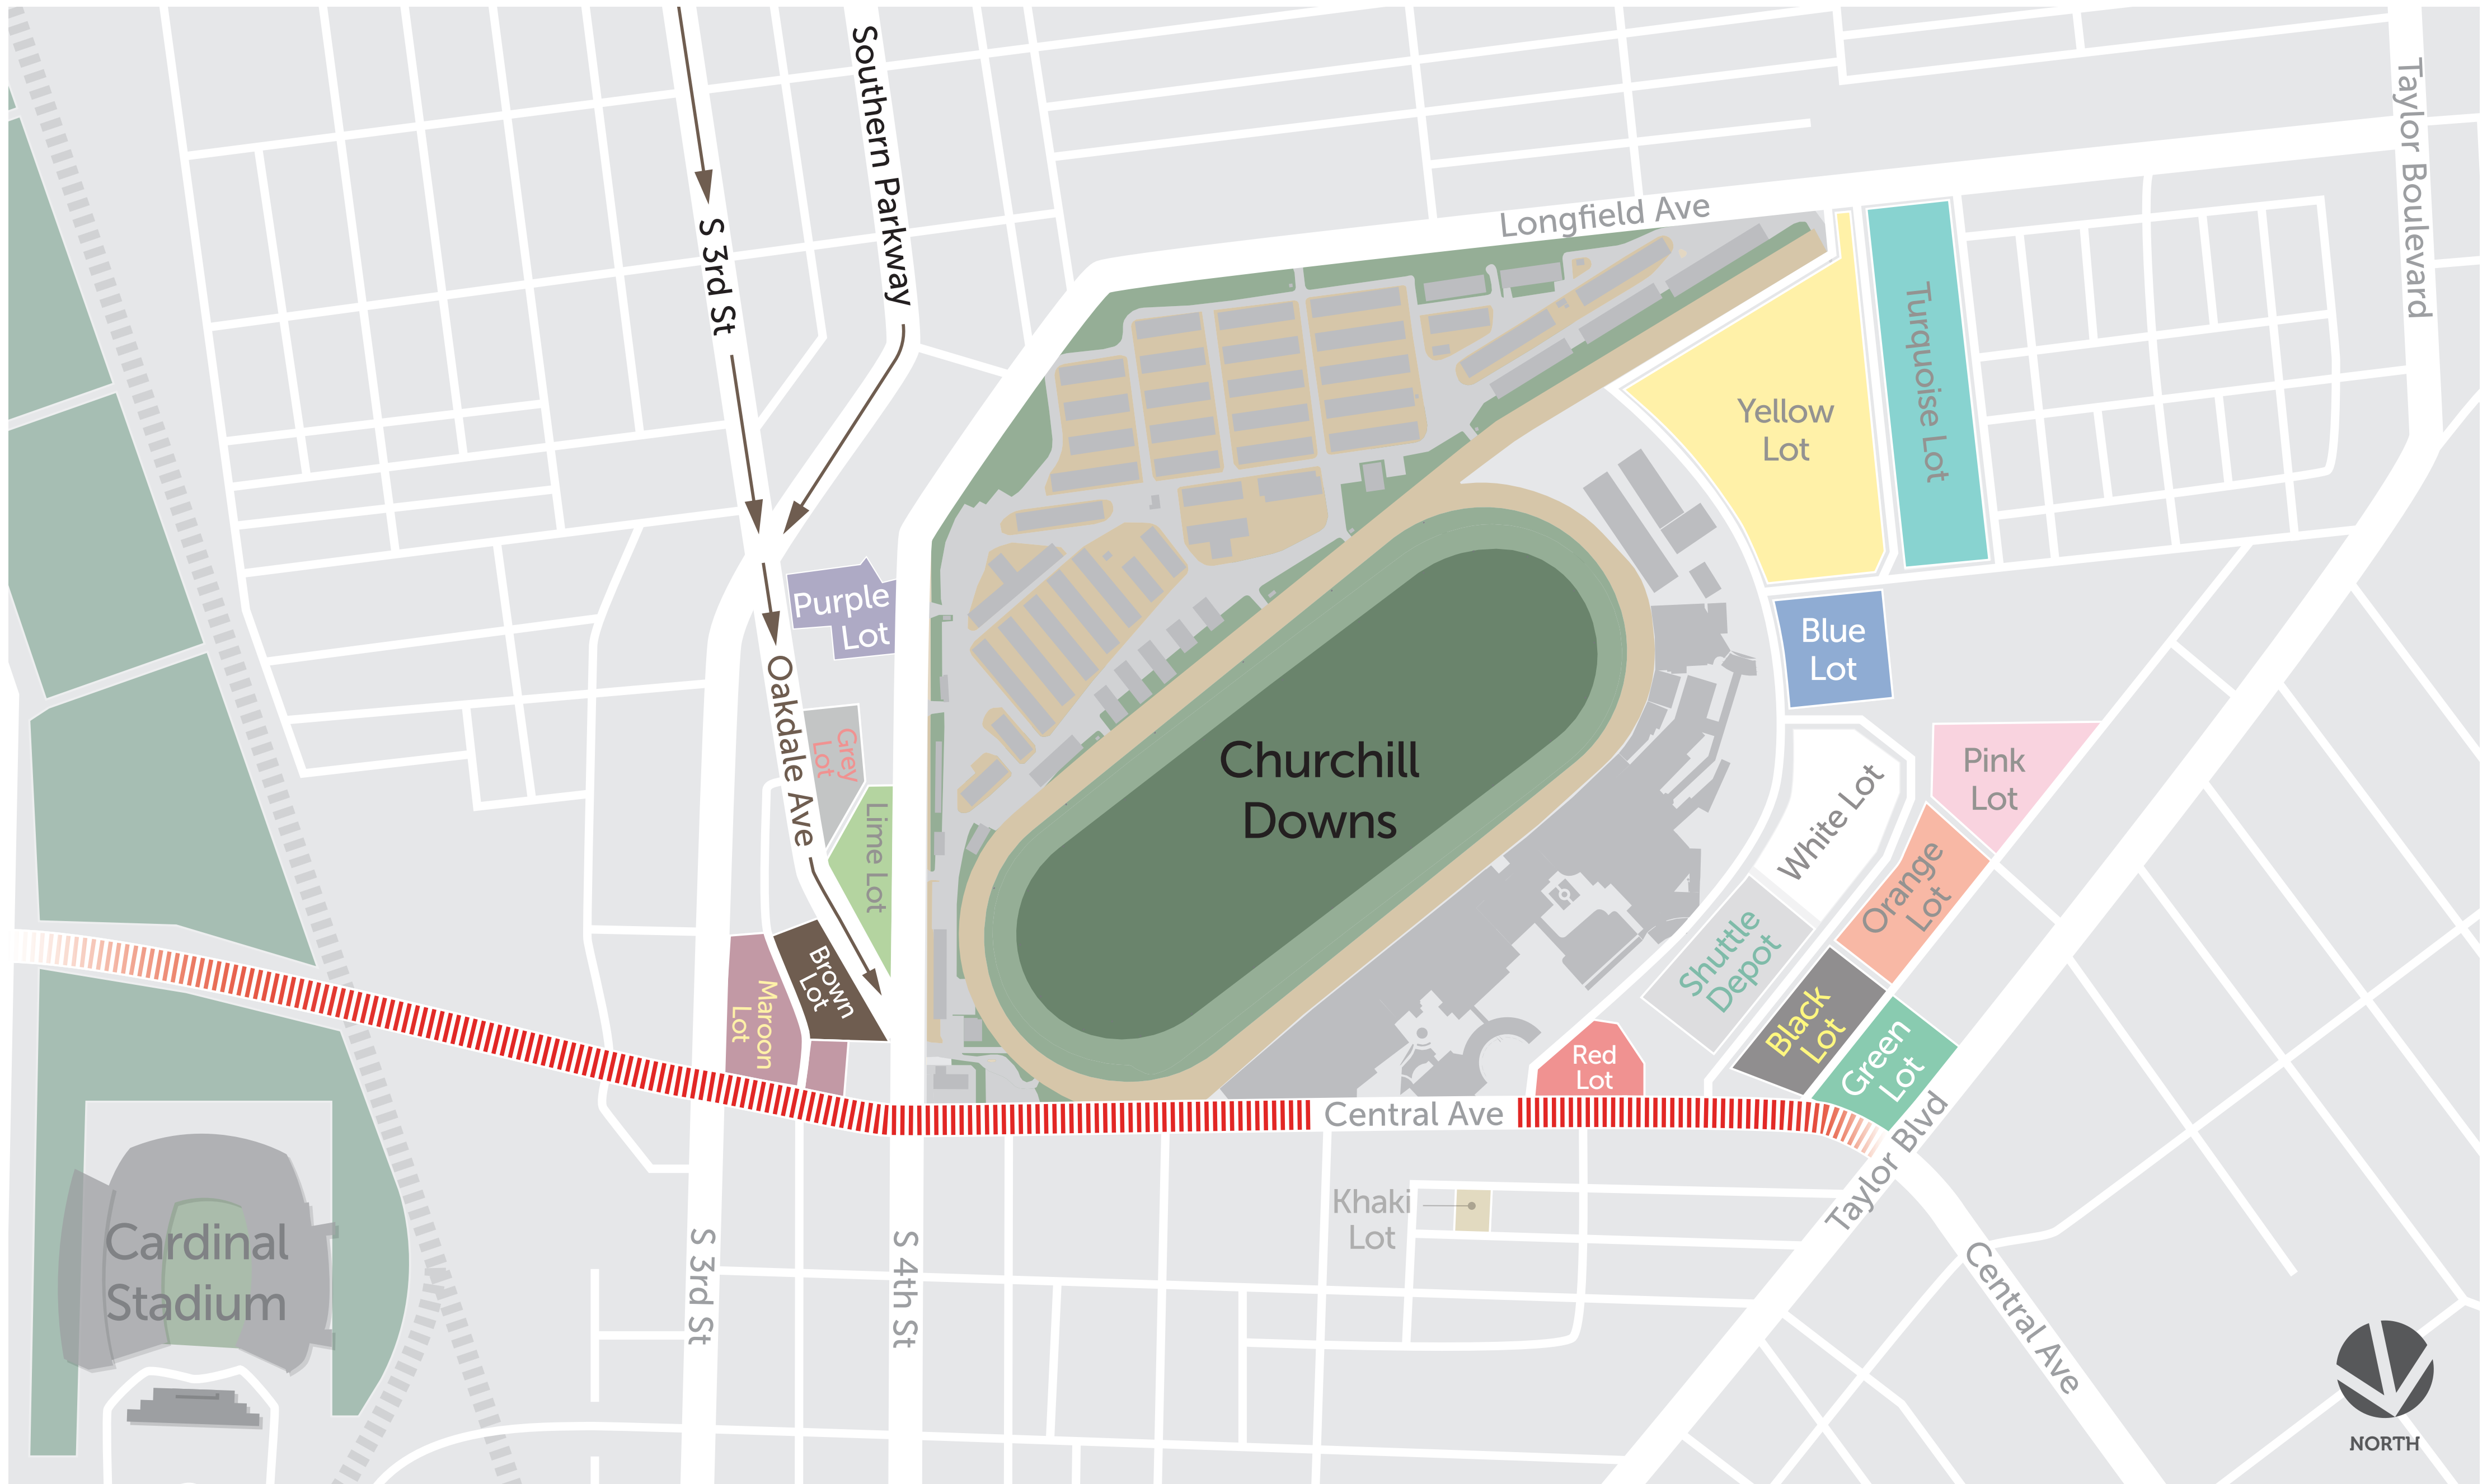 Southern Parkway
Taylor Boulevard
S 3rd St
Longfield Ave
Turquoise Lot
Yellow
Lot
Purple
Lot
Blue
Lot
Oakdale Ave
Grey
Lot
Lime Lot
Churchill
Downs
Pink
Lot
White Lot
Orange
Lot
Shuttle
Depot
Brown
Lot
Maroon
Lot
Black
Lot
Green
Lot
Red
Lot
Central Ave
Taylor Blvd
Khaki
Lot
Cardinal
Stadium
S 3rd St
S 4th St
Central Ave
NORTH